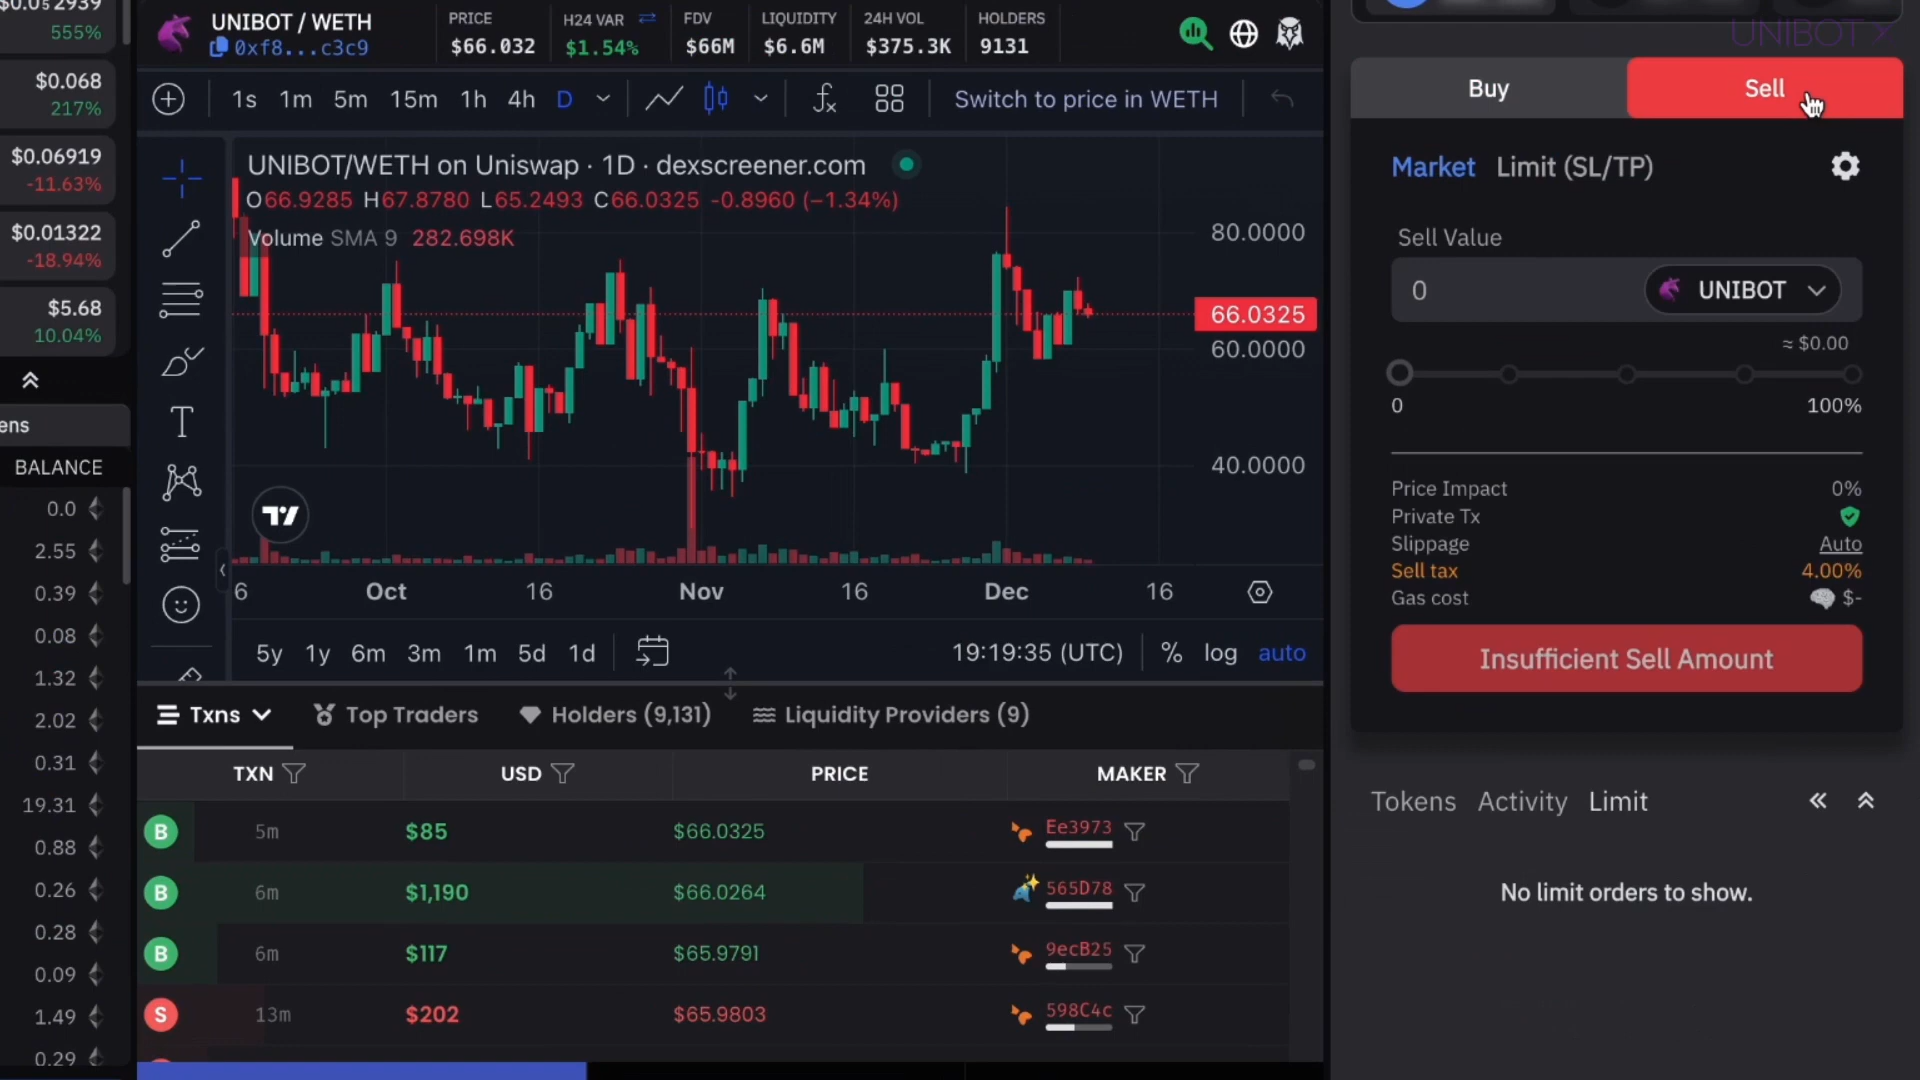 $0.0₅2939
555%
$0.068
217%
$0.06919
-11.63%
$0.01322
-18.94%
$5.68
10.04%
ens
BALANCE
0.0
2.55
0.39
0.08
1.32
2.02
0.31
19.31
0.88
0.26
0.28
0.09
1.49
0.29
UNIBOT / WETH
0xf8...c3c9
PRICE
$66.032
H24 VAR
$1.54%
FDV
$66M
LIQUIDITY
$6.6M
24H VOL
$375.3K
HOLDERS
9131
1s 1m 5m 15m 1h 4h D
Switch to price in WETH
UNIBOT/WETH on Uniswap · 1D · dexscreener.com
O66.9285 H67.8780 L65.2493 C66.0325 -0.8960 (−1.34%)
Volume SMA 9 282.698K
80.0000
66.0325
60.0000
40.0000
6 Oct 16 Nov 16 Dec 16
5y 1y 6m 3m 1m 5d 1d
19:19:35 (UTC) % log auto
Txns Top Traders Holders (9,131) Liquidity Providers (9)
TXN USD PRICE MAKER
B 5m $85 $66.0325 Ee3973
B 6m $1,190 $66.0264 565D78
B 6m $117 $65.9791 9ecB25
S 13m $202 $65.9803 598C4c
UNIBOT X
Buy Sell
Market Limit (SL/TP)
Sell Value
0 UNIBOT
≈ $0.00
0 100%
Price Impact 0%
Private Tx
Slippage Auto
Sell tax 4.00%
Gas cost $-
Insufficient Sell Amount
Tokens Activity Limit
No limit orders to show.